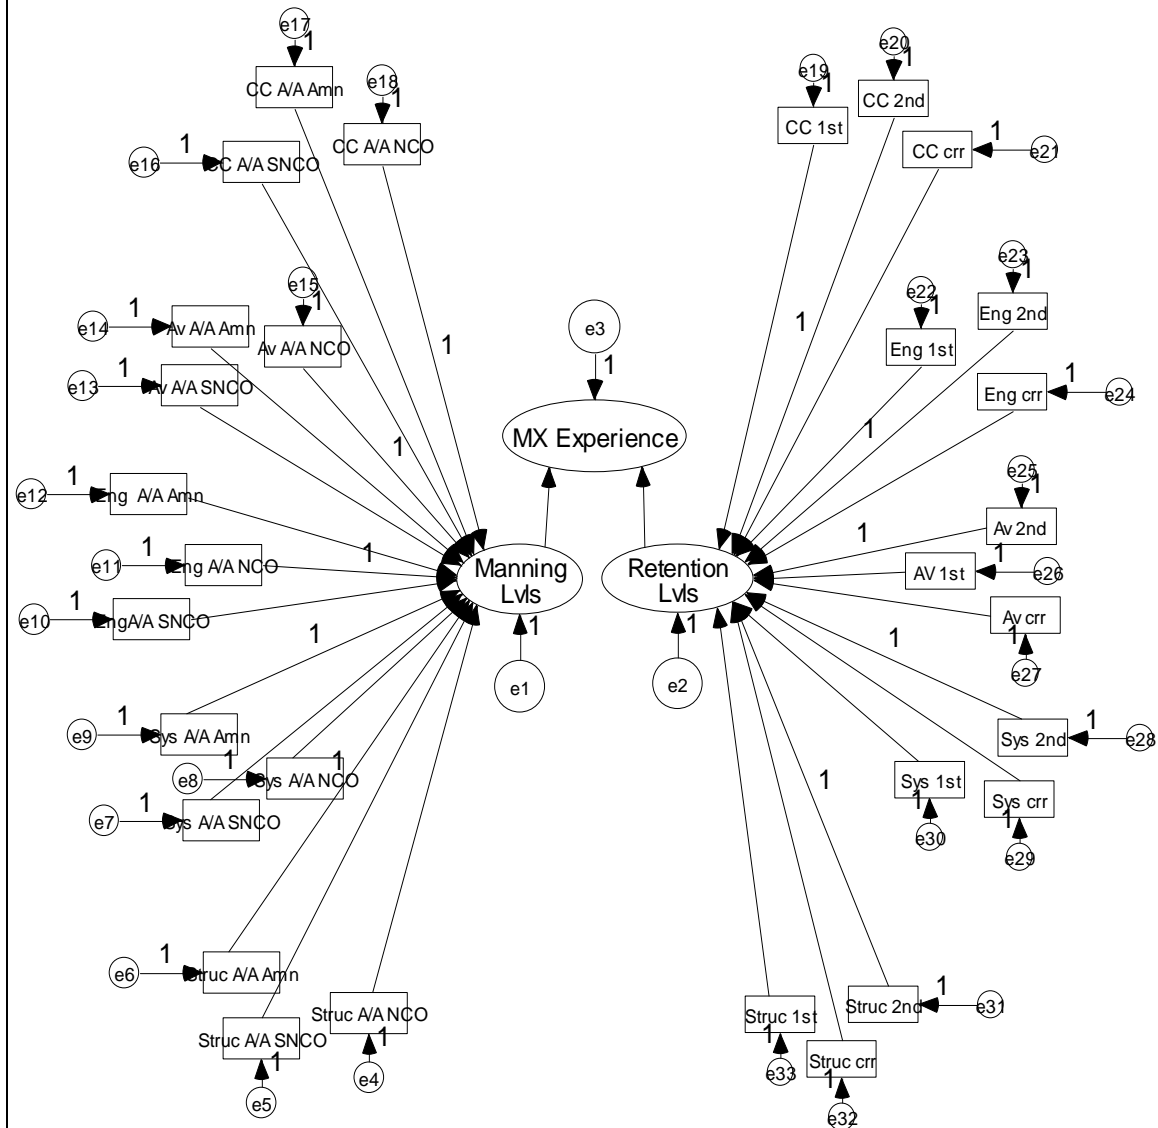 e17
1
e20
1
e18
1
CC A/A Amn
e19
1
CC 2nd
CC 1st
1
e16
CC A/A SNCO
CC A/A NCO
CC crr
1
e21
e23
1
e15
1
e22
1
Eng 2nd
1
e14
Av A/A Amn
Av A/A NCO
e3
1
1
1
Eng 1st
1
e13
Av A/A SNCO
1
Eng crr
1
e24
1
MX Experience
1
e25
1
1
e12
Eng  A/A Amn
Av 2nd
1
1
e11
Eng A/A NCO
1
1
AV 1st
1
e26
Manning
Lvls
Retention
Lvls
1
e10
EngA/A SNCO
Av crr
1
1
1
1
1
e27
e1
e2
1
e9
Sys A/A Amn
Sys 2nd
1
e28
1
e8
Sys A/A NCO
1
1
Sys 1st
1
e7
Sys A/A SNCO
1
Sys crr
1
e30
e29
1
e6
Struc A/A Amn
Struc A/A NCO
1
Struc 1st
1
Struc 2nd
1
e31
Struc A/A SNCO
1
Struc crr
1
e4
e33
e5
e32